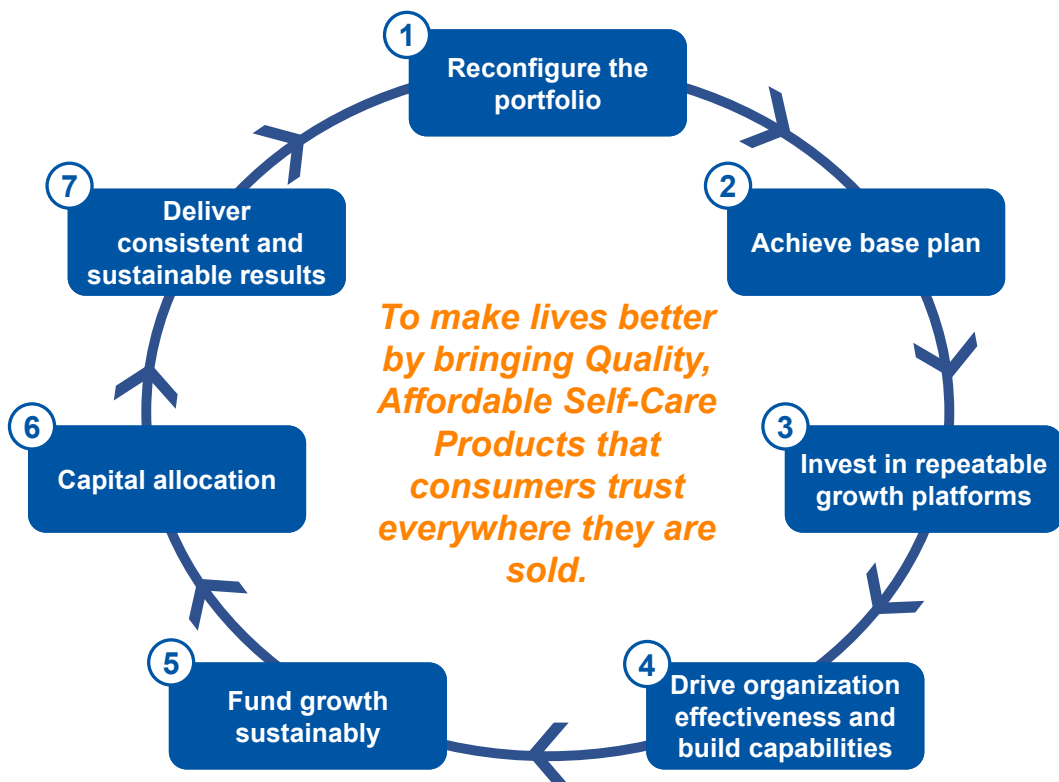 1
Reconfigure the
portfolio
2
Achieve base plan
3
Invest in repeatable
growth platforms
4
Drive organization
effectiveness and
build capabilities
5
Fund growth
sustainably
6
Capital allocation
7
Deliver
consistent and
sustainable results
To make lives better
by bringing Quality,
Affordable Self-Care
Products that
consumers trust
everywhere they are
sold.